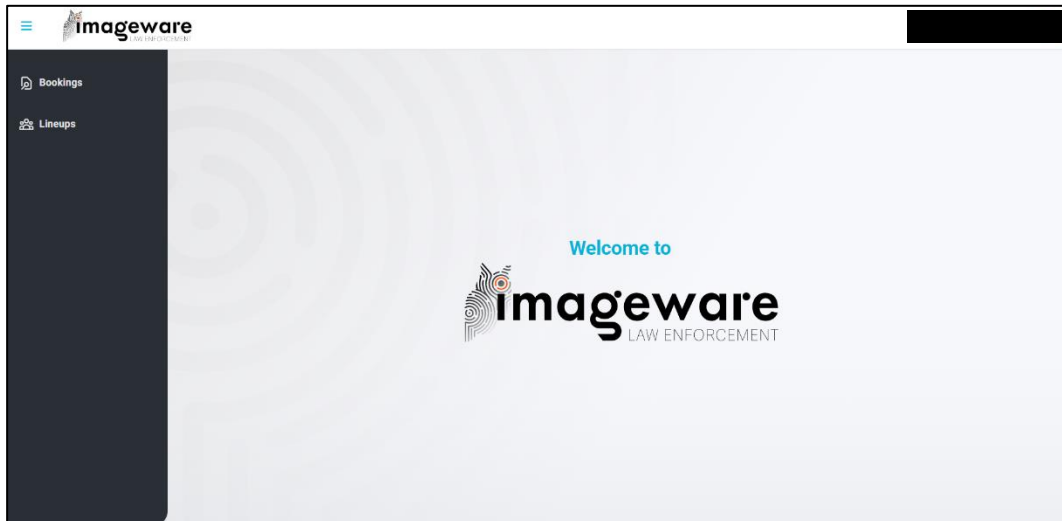 imageware
LAW ENFORCEMENT
Bookings
Lineups
Welcome to
imageware
LAW ENFORCEMENT